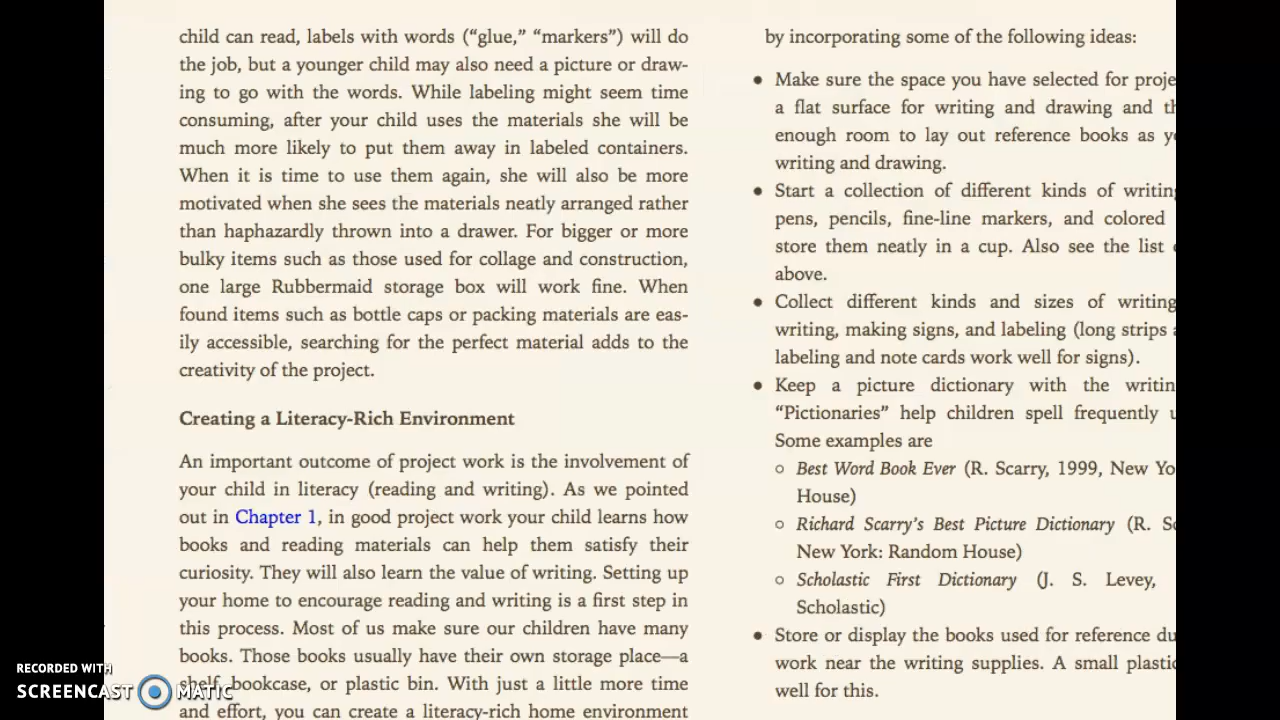 child can read, labels with words (“glue,” “markers”) will do
the job, but a younger child may also need a picture or draw-
ing to go with the words. While labeling might seem time
consuming, after your child uses the materials she will be
much more likely to put them away in labeled containers.
When it is time to use them again, she will also be more
motivated when she sees the materials neatly arranged rather
than haphazardly thrown into a drawer. For bigger or more
bulky items such as those used for collage and construction,
one large Rubbermaid storage box will work fine. When
found items such as bottle caps or packing materials are eas-
ily accessible, searching for the perfect material adds to the
creativity of the project.
Creating a Literacy-Rich Environment
An important outcome of project work is the involvement of
your child in literacy (reading and writing). As we pointed
out in Chapter 1, in good project work your child learns how
books and reading materials can help them satisfy their
curiosity. They will also learn the value of writing. Setting up
your home to encourage reading and writing is a first step in
this process. Most of us make sure our children have many
books. Those books usually have their own storage place—a
shelf, bookcase, or plastic bin. With just a little more time
and effort, you can create a literacy-rich home environment
by incorporating some of the following ideas:
● Make sure the space you have selected for proje
a flat surface for writing and drawing and th
enough room to lay out reference books as yo
writing and drawing.
● Start a collection of different kinds of writing
pens, pencils, fine-line markers, and colored
store them neatly in a cup. Also see the list
above.
● Collect different kinds and sizes of writing
writing, making signs, and labeling (long strips
labeling and note cards work well for signs).
● Keep a picture dictionary with the writin
“Pictionaries” help children spell frequently
Some examples are
○ Best Word Book Ever (R. Scarry, 1999, New Yo
House)
○ Richard Scarry’s Best Picture Dictionary (R. Sc
New York: Random House)
○ Scholastic First Dictionary (J. S. Levey,
Scholastic)
● Store or display the books used for reference du
work near the writing supplies. A small plastic
well for this.
RECORDED WITH
SCREENCAST MATIC